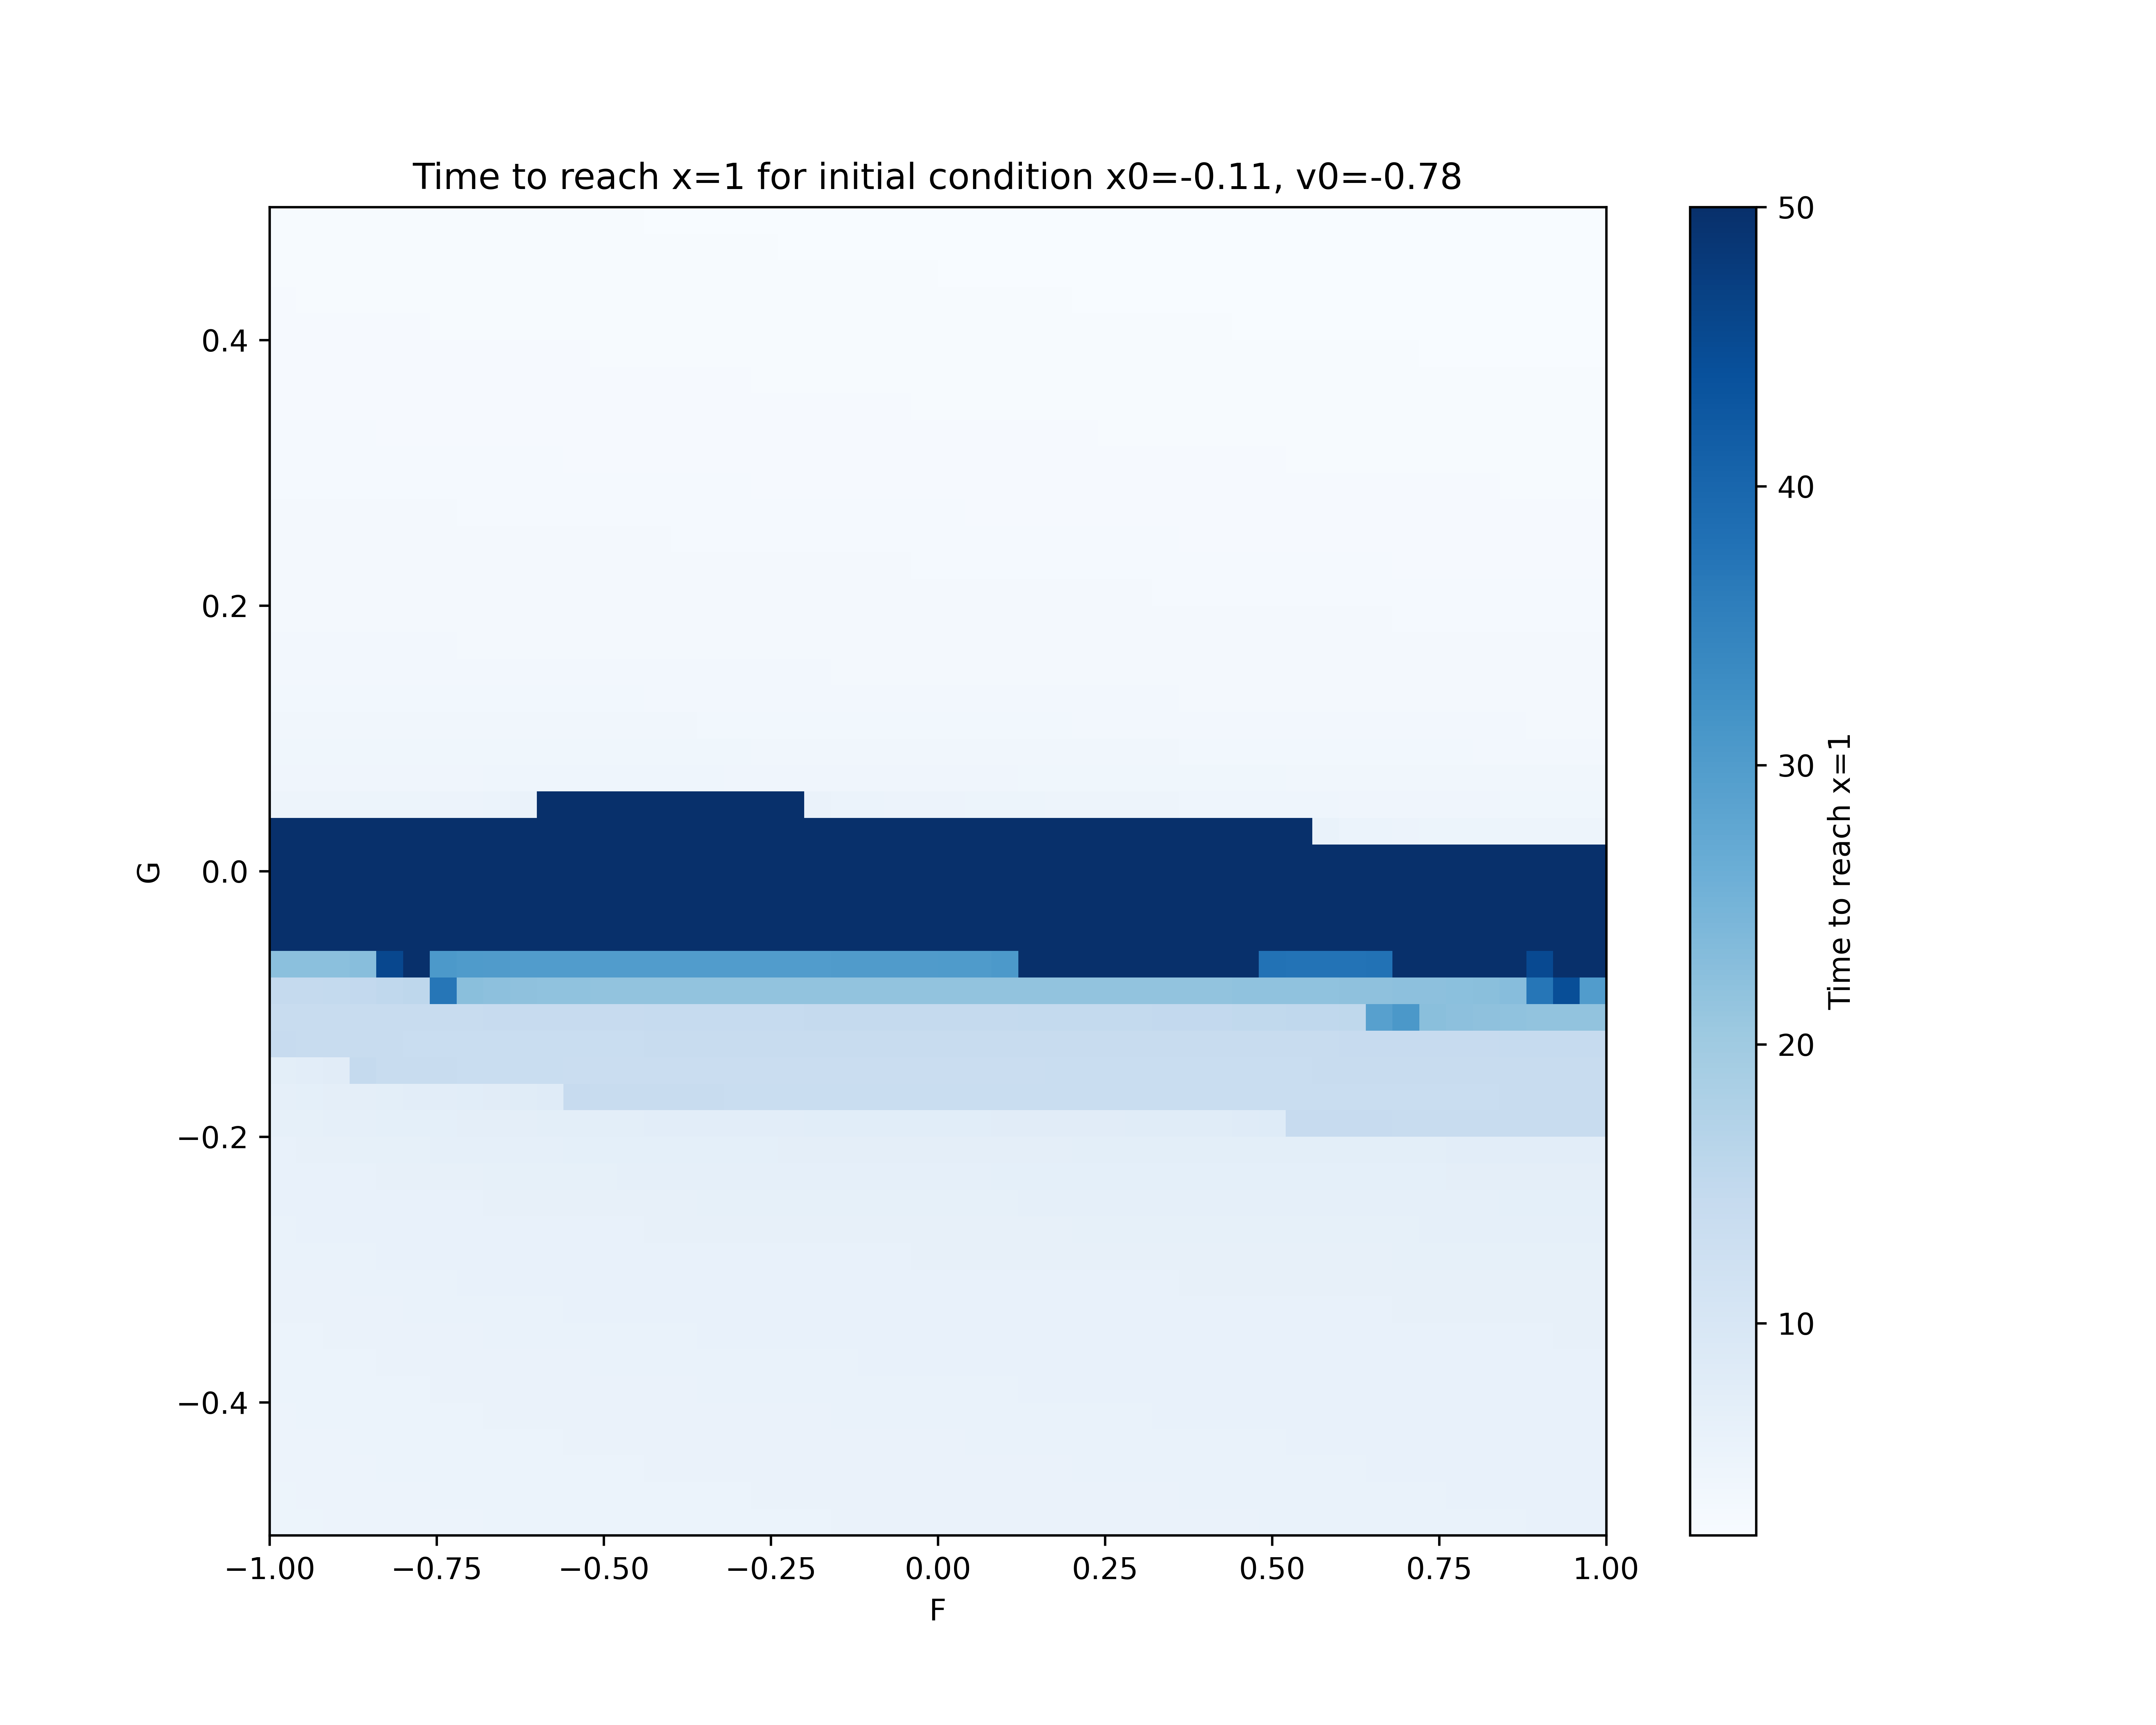 Time to reach x=1 for initial condition x0=-0.11, v0=-0.78
0.4
0.2
0.0
−0.2
−0.4
G
−1.00 −0.75 −0.50 −0.25 0.00 0.25 0.50 0.75 1.00
F
50
40
30
20
10
Time to reach x=1